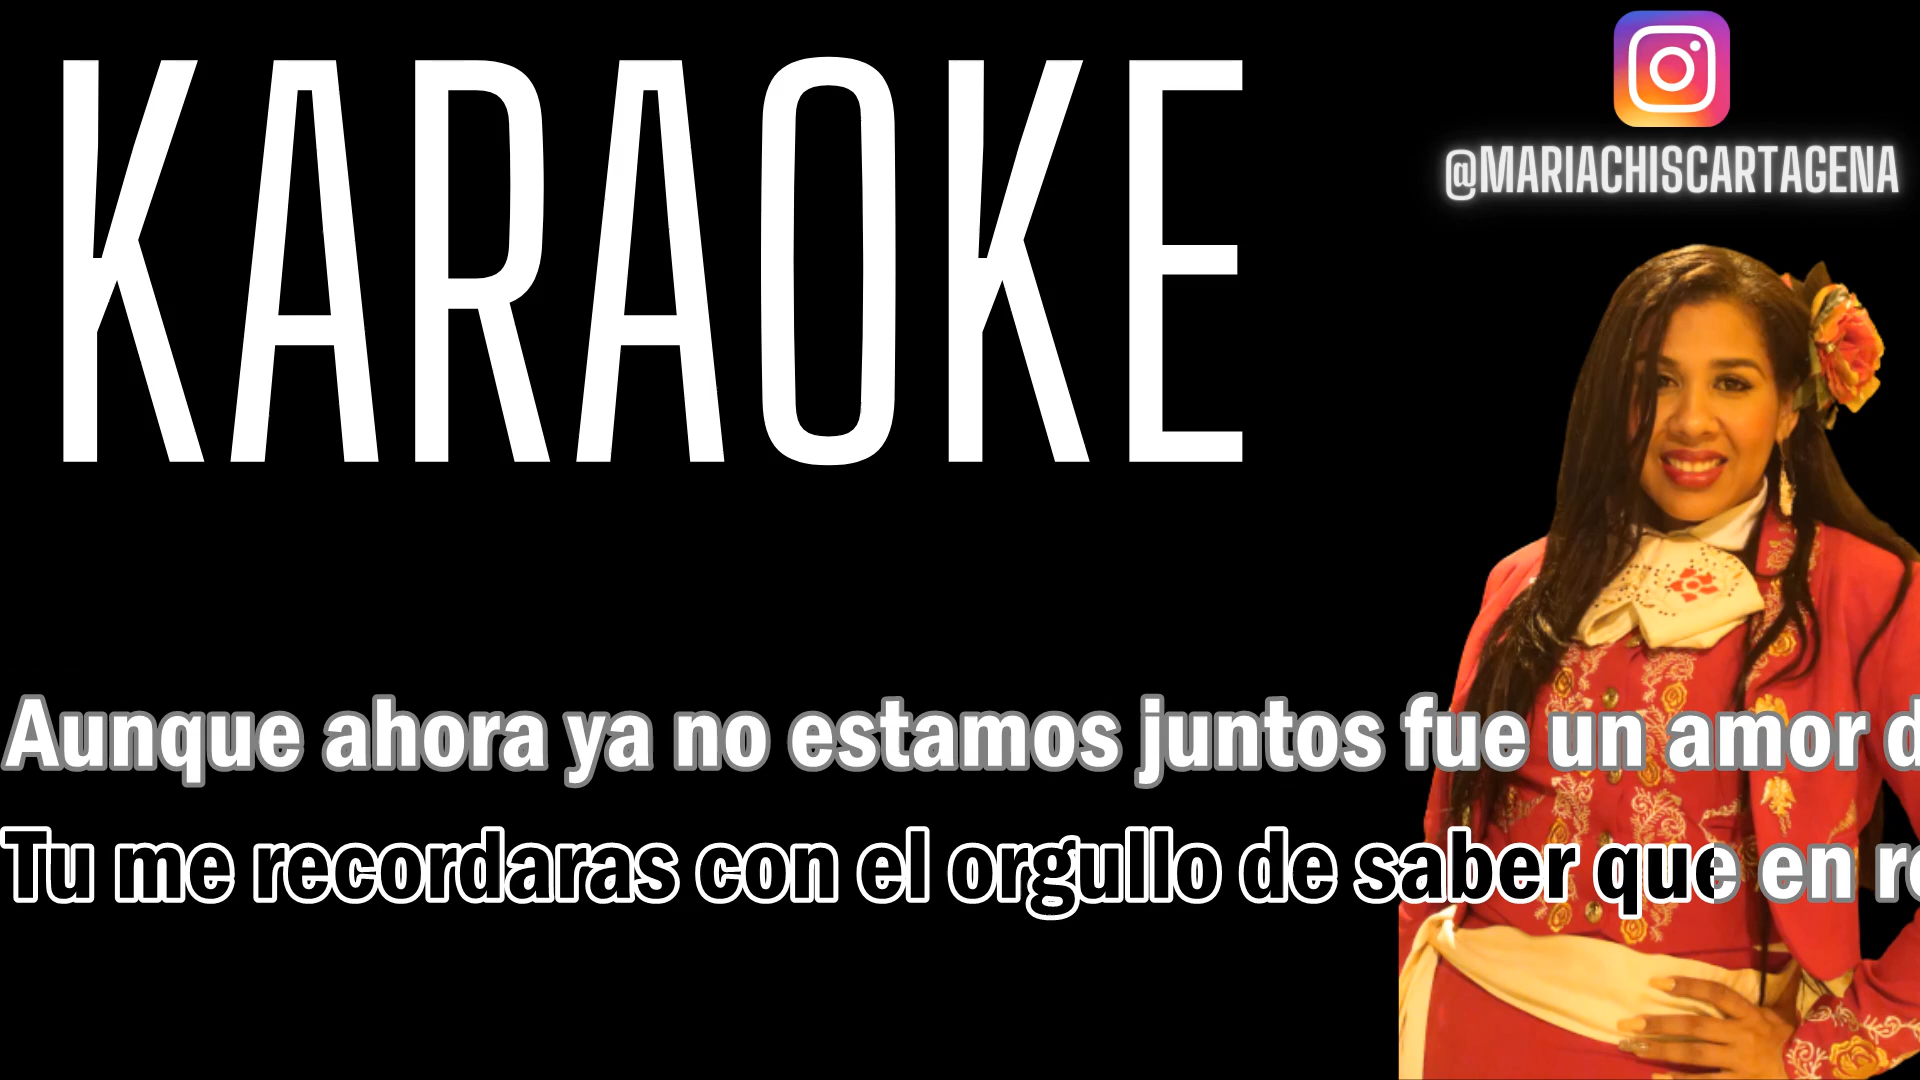 KARAOKE
@MARIACHISCARTAGENA
Aunque ahora ya no estamos juntos fue un amor
Tu me recordaras con el orgullo de saber que en